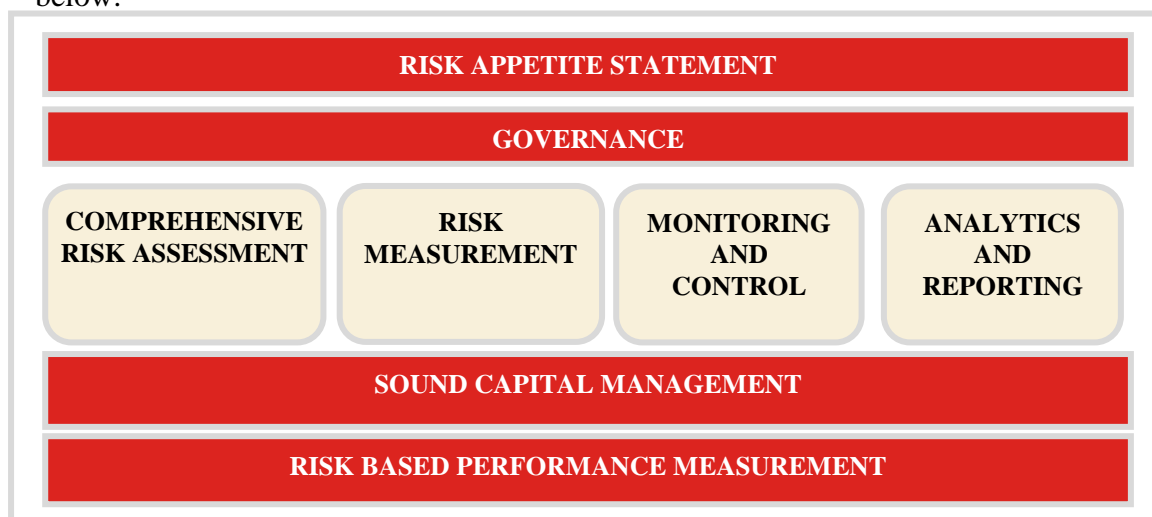 below:
RISK APPETITE STATEMENT
GOVERNANCE
COMPREHENSIVE
RISK ASSESSMENT
RISK
MEASUREMENT
MONITORING
AND
CONTROL
ANALYTICS
AND
REPORTING
SOUND CAPITAL MANAGEMENT
RISK BASED PERFORMANCE MEASUREMENT